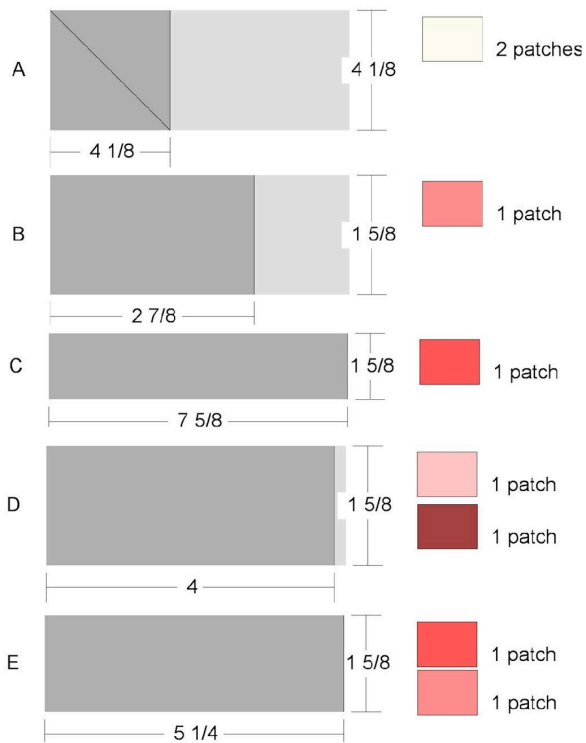 A
4 1/8
4 1/8
2 patches
B
1 5/8
2 7/8
1 patch
C
1 5/8
7 5/8
1 patch
D
1 5/8
4
1 patch
1 patch
E
1 5/8
5 1/4
1 patch
1 patch